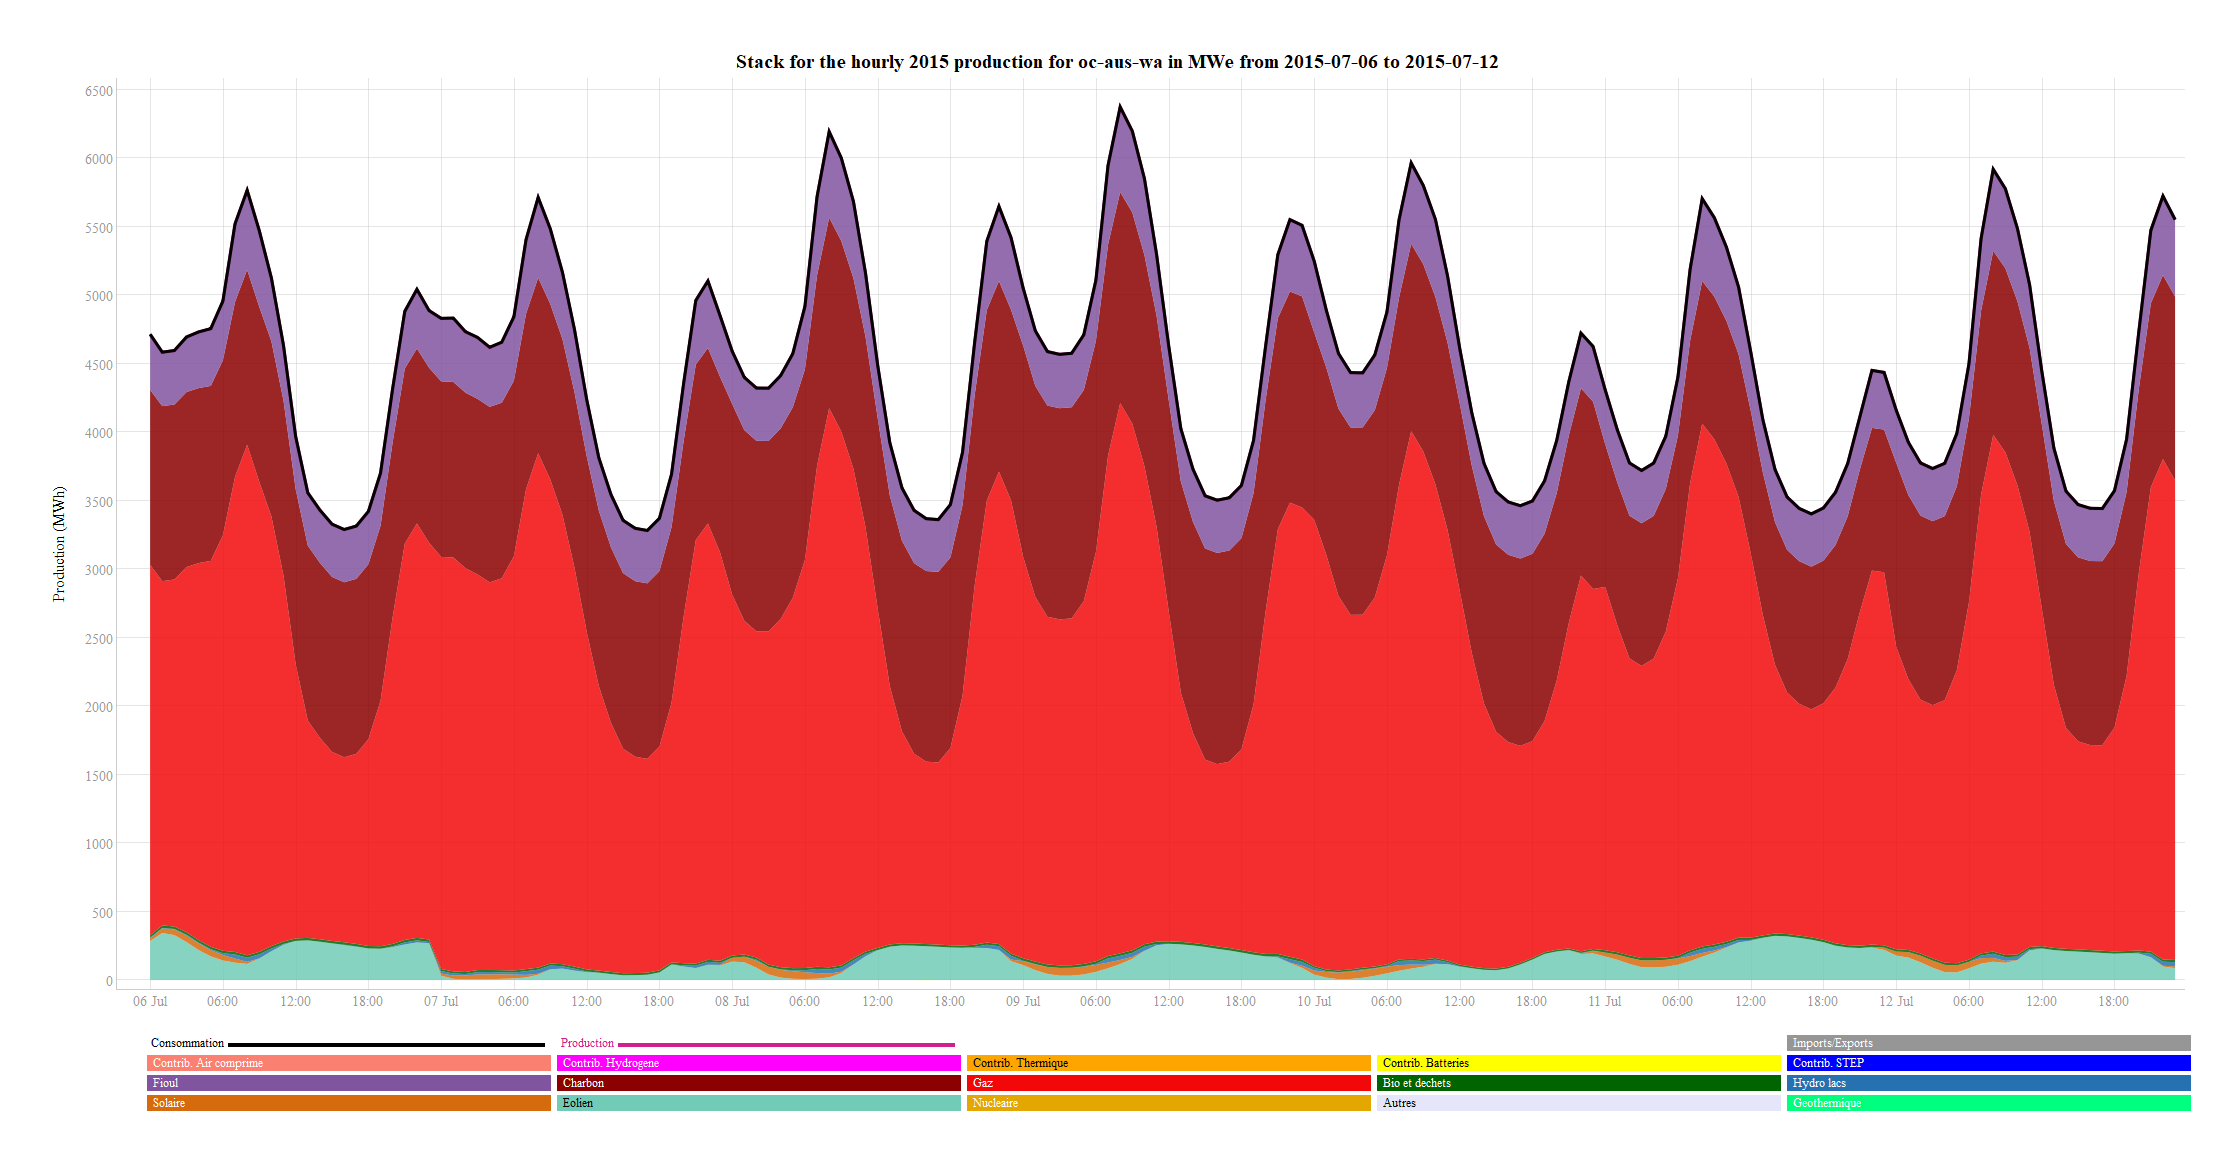 Stack for the hourly 2015 production for oc-aus-wa in MWe from 2015-07-06 to 2015-07-12
6500
6000
5500
5000
4500
4000
3500
3000
2500
2000
1500
1000
500
0
Production (MWh)
06 Jul 06:00 12:00 18:00 07 Jul 06:00 12:00 18:00 08 Jul 06:00 12:00 18:00 09 Jul 06:00 12:00 18:00 10 Jul 06:00 12:00 18:00 11 Jul 06:00 12:00 18:00 12 Jul 06:00 12:00 18:00
Consommation Production Imports/Exports
Contrib. Air comprime Contrib. Hydrogene Contrib. Thermique Contrib. Batteries Contrib. STEP
Fioul Charbon Gaz Bio et dechets Hydro lacs
Solaire Eolien Nucleaire Autres Geothermique